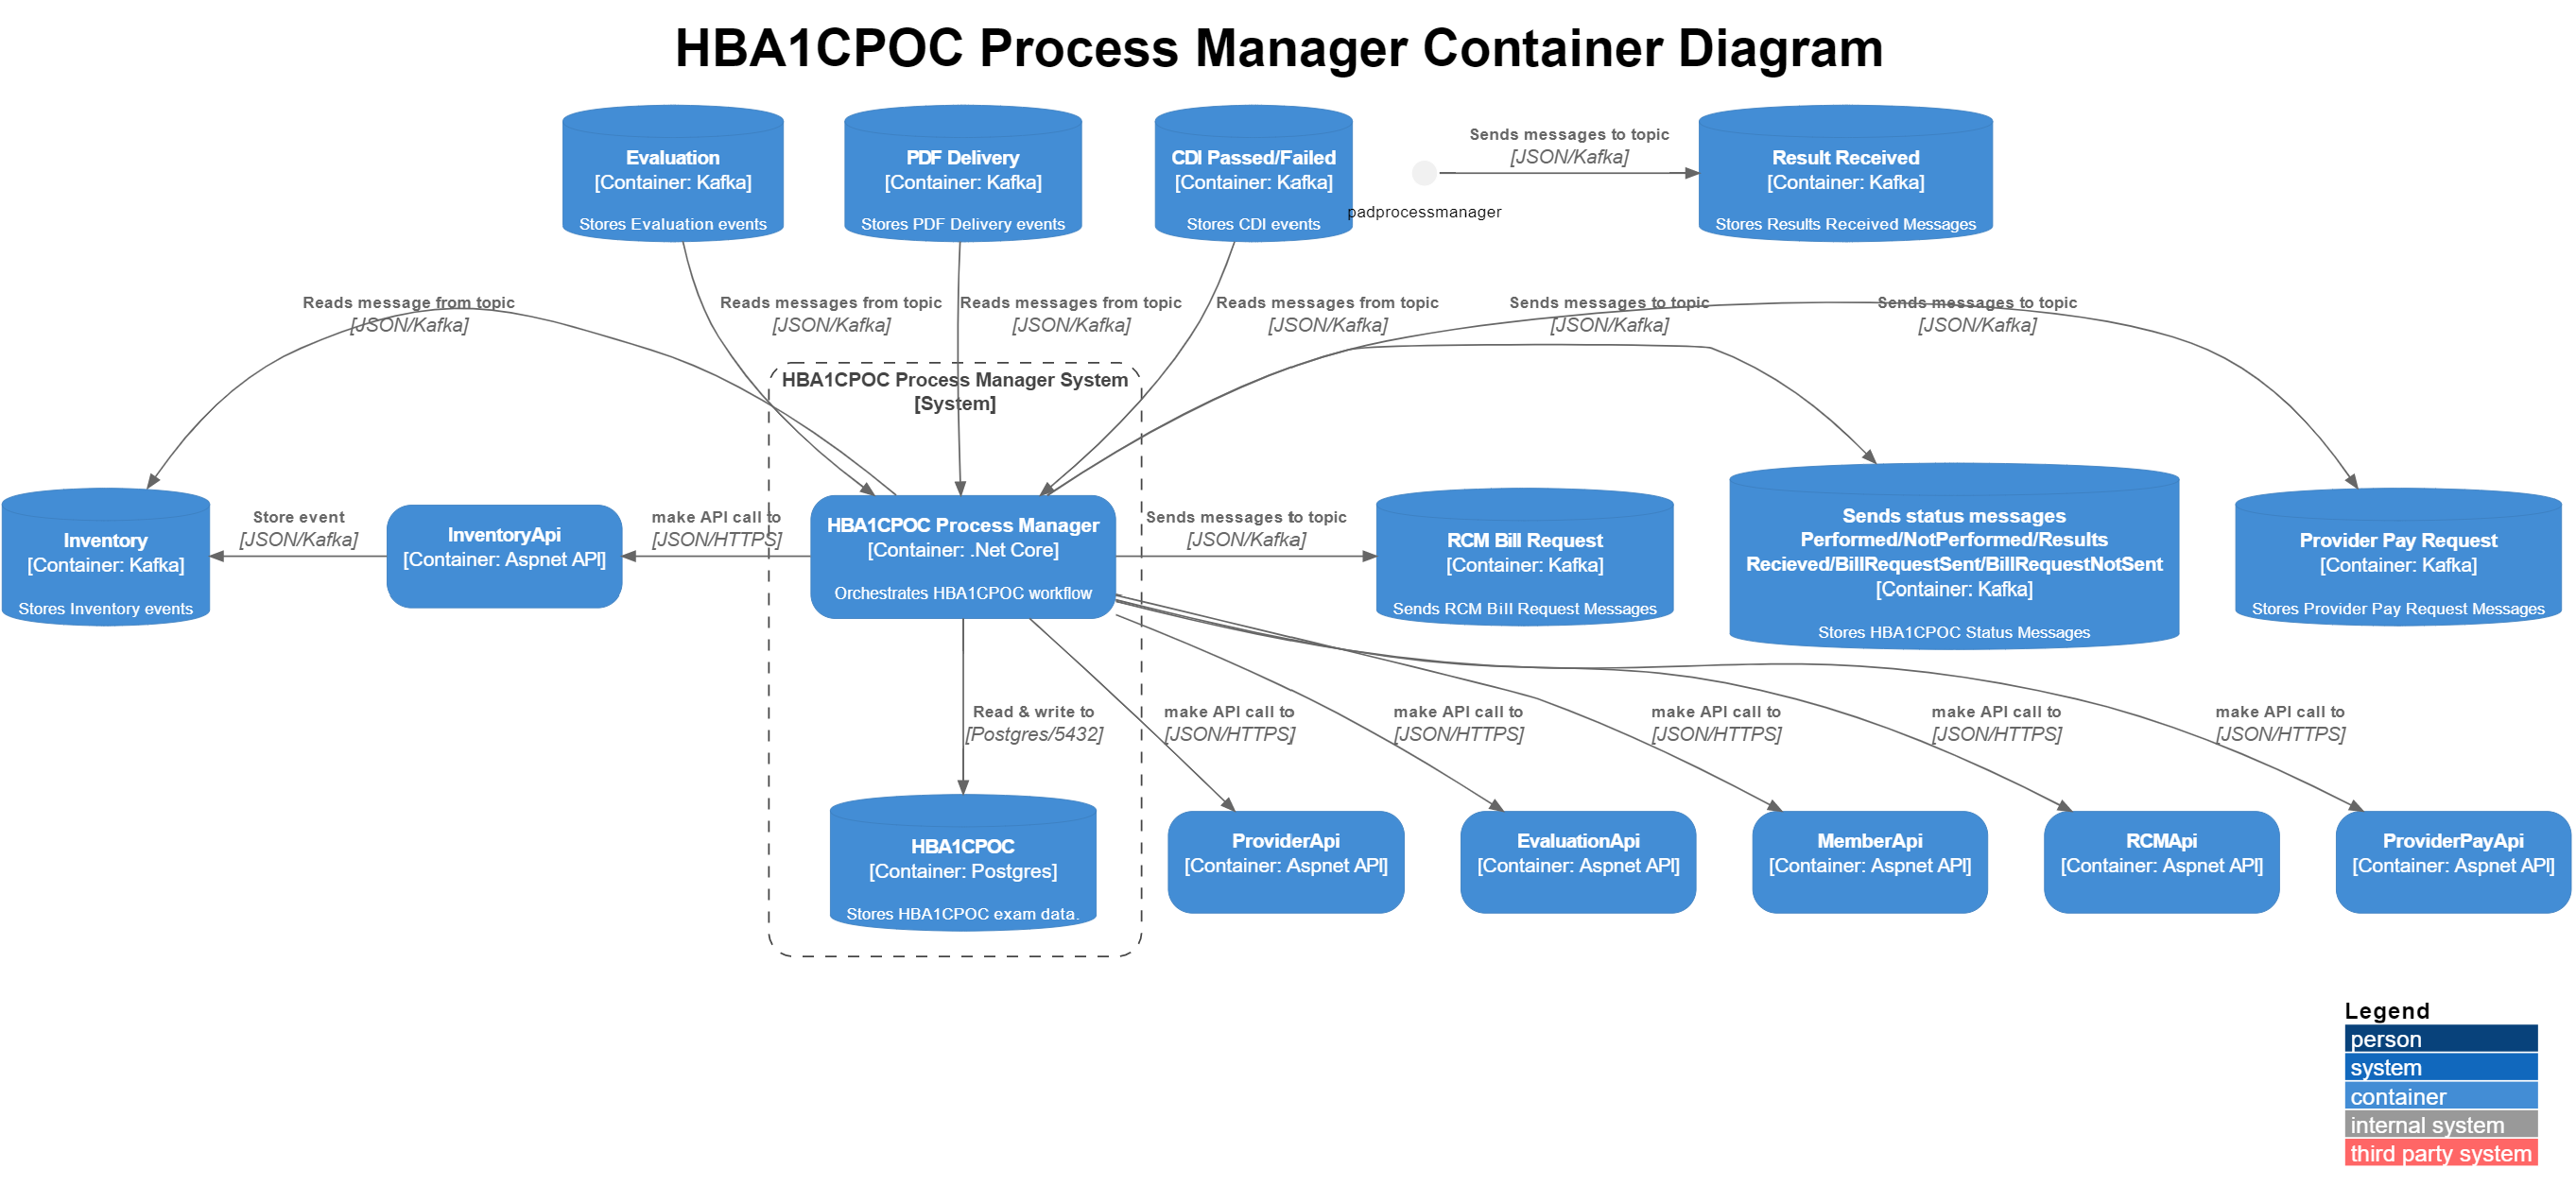 HBA1CPOC Process Manager Container Diagram
Evaluation
[Container: Kafka]
Stores Evaluation events
PDF Delivery
[Container: Kafka]
Stores PDF Delivery events
CDI Passed/Failed
[Container: Kafka]
Stores CDI events
padprocessmanager
Sends messages to topic
[JSON/Kafka]
Result Received
[Container: Kafka]
Stores Results Received Messages
Reads message from topic
[JSON/Kafka]
Reads messages from topic
[JSON/Kafka]
Reads messages from topic
[JSON/Kafka]
Reads messages from topic
[JSON/Kafka]
Sends messages to topic
[JSON/Kafka]
Sends messages to topic
[JSON/Kafka]
HBA1CPOC Process Manager System
[System]
Inventory
[Container: Kafka]
Stores Inventory events
Store event
[JSON/Kafka]
InventoryApi
[Container: Aspnet API]
make API call to
[JSON/HTTPS]
HBA1CPOC Process Manager
[Container: .Net Core]
Orchestrates HBA1CPOC workflow
Sends messages to topic
[JSON/Kafka]
RCM Bill Request
[Container: Kafka]
Sends RCM Bill Request Messages
Sends status messages
Performed/NotPerformed/Results
Recieved/BillRequestSent/BillRequestNotSent
[Container: Kafka]
Stores HBA1CPOC Status Messages
Provider Pay Request
[Container: Kafka]
Stores Provider Pay Request Messages
Read & write to
[Postgres/5432]
make API call to
[JSON/HTTPS]
make API call to
[JSON/HTTPS]
make API call to
[JSON/HTTPS]
make API call to
[JSON/HTTPS]
make API call to
[JSON/HTTPS]
HBA1CPOC
[Container: Postgres]
Stores HBA1CPOC exam data.
ProviderApi
[Container: Aspnet API]
EvaluationApi
[Container: Aspnet API]
MemberApi
[Container: Aspnet API]
RCMApi
[Container: Aspnet API]
ProviderPayApi
[Container: Aspnet API]
Legend
person
system
container
internal system
third party system